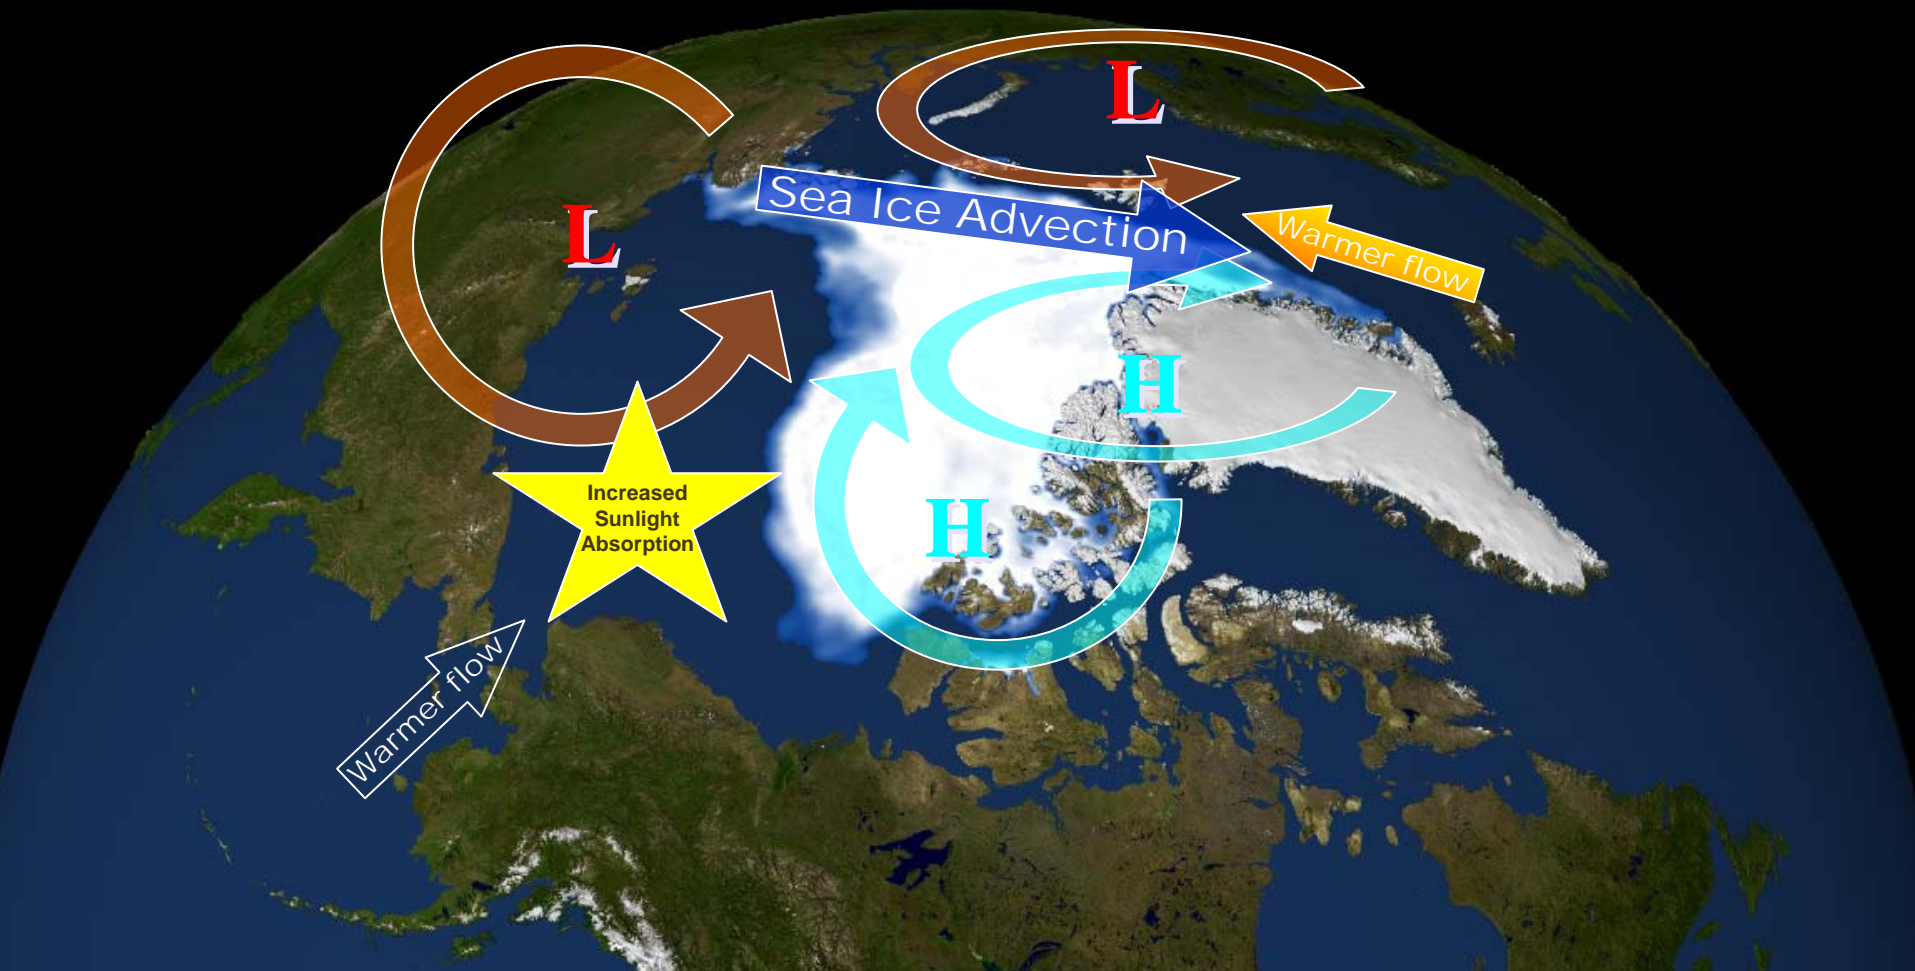 L
L
Sea Ice Advection
Warmer flow
H
H
Increased
Sunlight
Absorption
Warmer flow